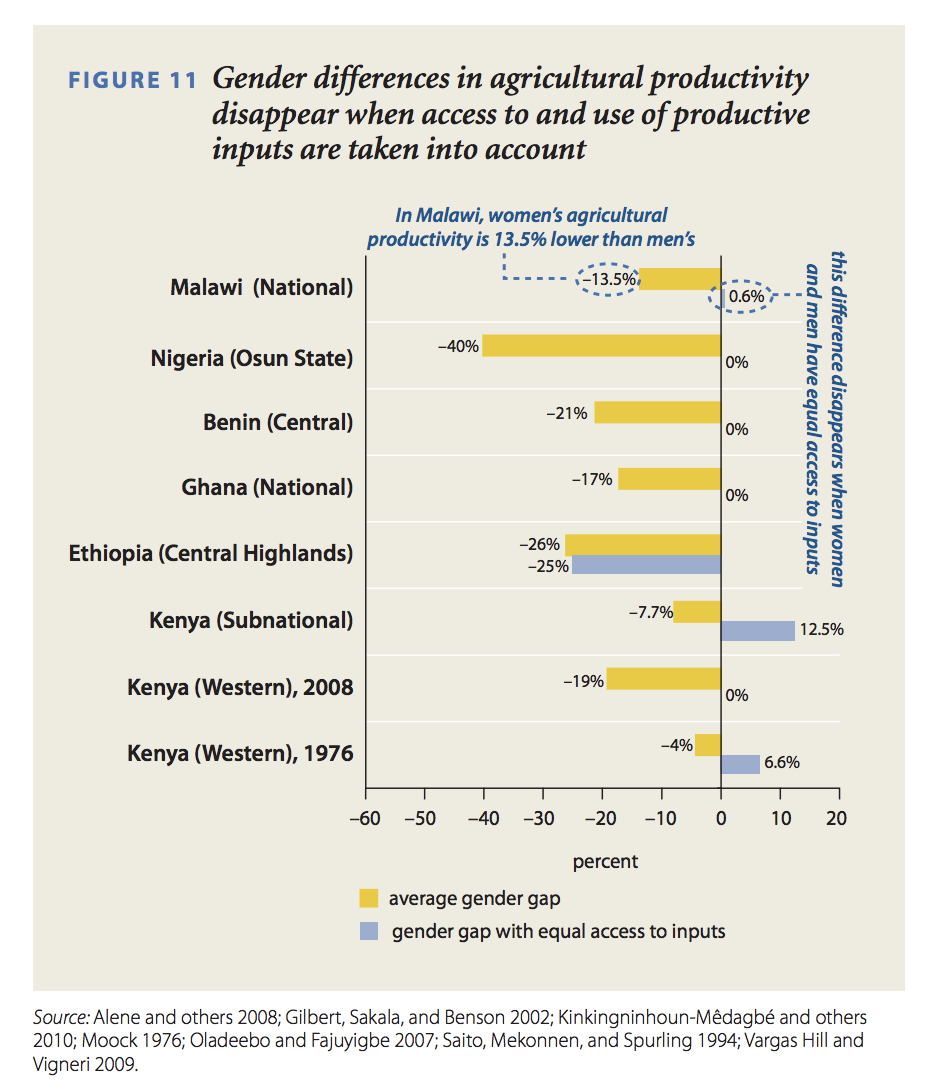 FIGURE 11 Gender differences in agricultural productivity
disappear when access to and use of productive
inputs are taken into account
In Malawi, women's agricultural
productivity is 13.5% lower than men's
this difference disappears when women
and men have equal access to inputs
Malawi (National)
–13.5%
0.6%
Nigeria (Osun State)
–40%
0%
Benin (Central)
–21%
0%
Ghana (National)
–17%
0%
Ethiopia (Central Highlands)
–26%
–25%
Kenya (Subnational)
–7.7%
12.5%
Kenya (Western), 2008
–19%
0%
Kenya (Western), 1976
–4%
6.6%
–60 –50 –40 –30 –20 –10 0 10 20
percent
average gender gap
gender gap with equal access to inputs
Source: Alene and others 2008; Gilbert, Sakala, and Benson 2002; Kinkingninhoun-Mêdagbé and others
2010; Moock 1976; Oladeebo and Fajuyigbe 2007; Saito, Mekonnen, and Spurling 1994; Vargas Hill and
Vigneri 2009.